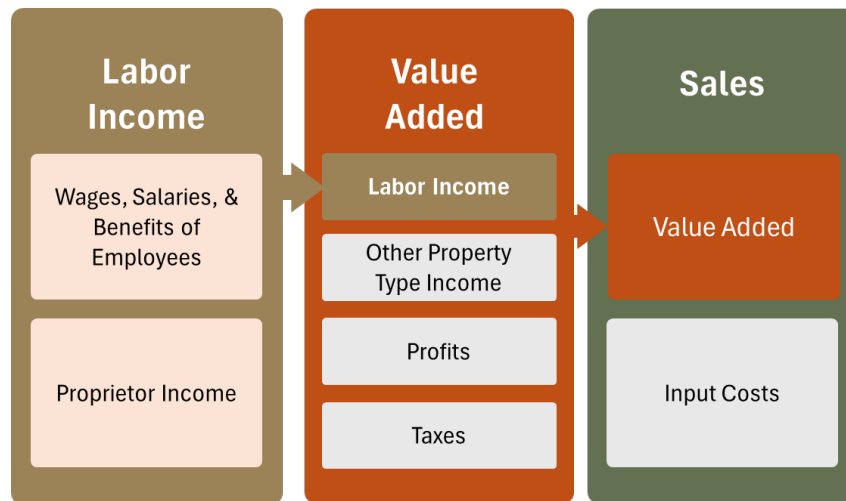 Labor
Income
Wages, Salaries, &
Benefits of
Employees
Proprietor Income
Value
Added
Labor Income
Other Property
Type Income
Profits
Taxes
Sales
Value Added
Input Costs